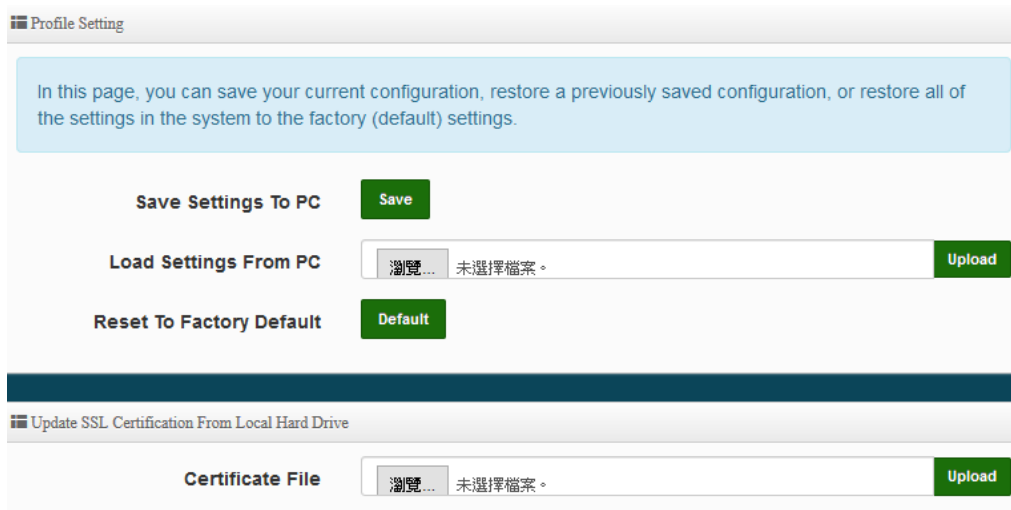 Profile Setting
In this page, you can save your current configuration, restore a previously saved configuration, or restore all of
the settings in the system to the factory (default) settings.
Save Settings To PC Save
Load Settings From PC 瀏覽... 未選擇檔案。 Upload
Reset To Factory Default Default
Update SSL Certification From Local Hard Drive
Certificate File 瀏覽... 未選擇檔案。 Upload